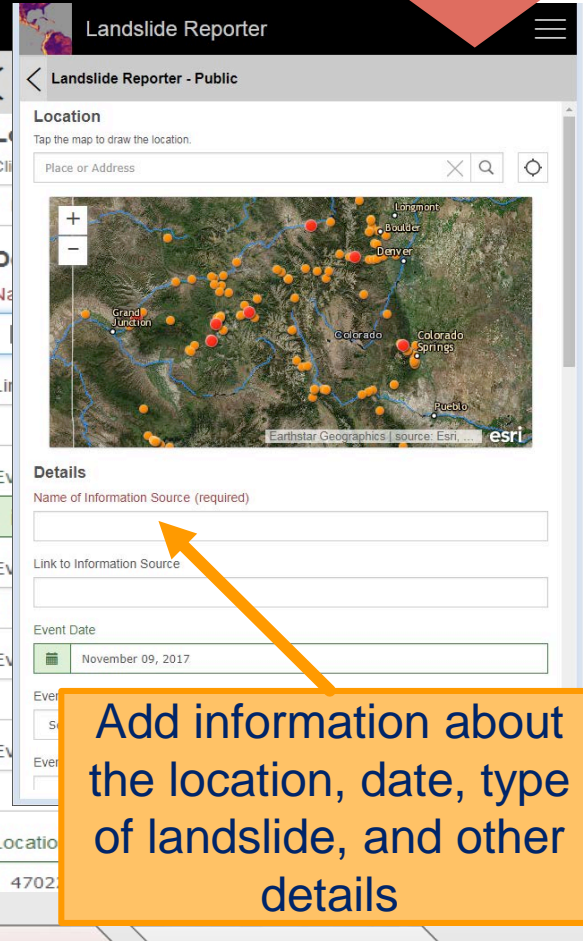 Landslide Reporter
Landslide Reporter - Public
Location
Tap the map to draw the location.
Place or Address
+
−
Longmont
Boulder
Denver
Grand
Junction
Colorado
Colorado
Springs
Pueblo
Earthstar Geographics | source: Esri, ... esri
Details
Name of Information Source (required)
Link to Information Source
Event Date
November 09, 2017
Add information about
the location, date, type
of landslide, and other
details